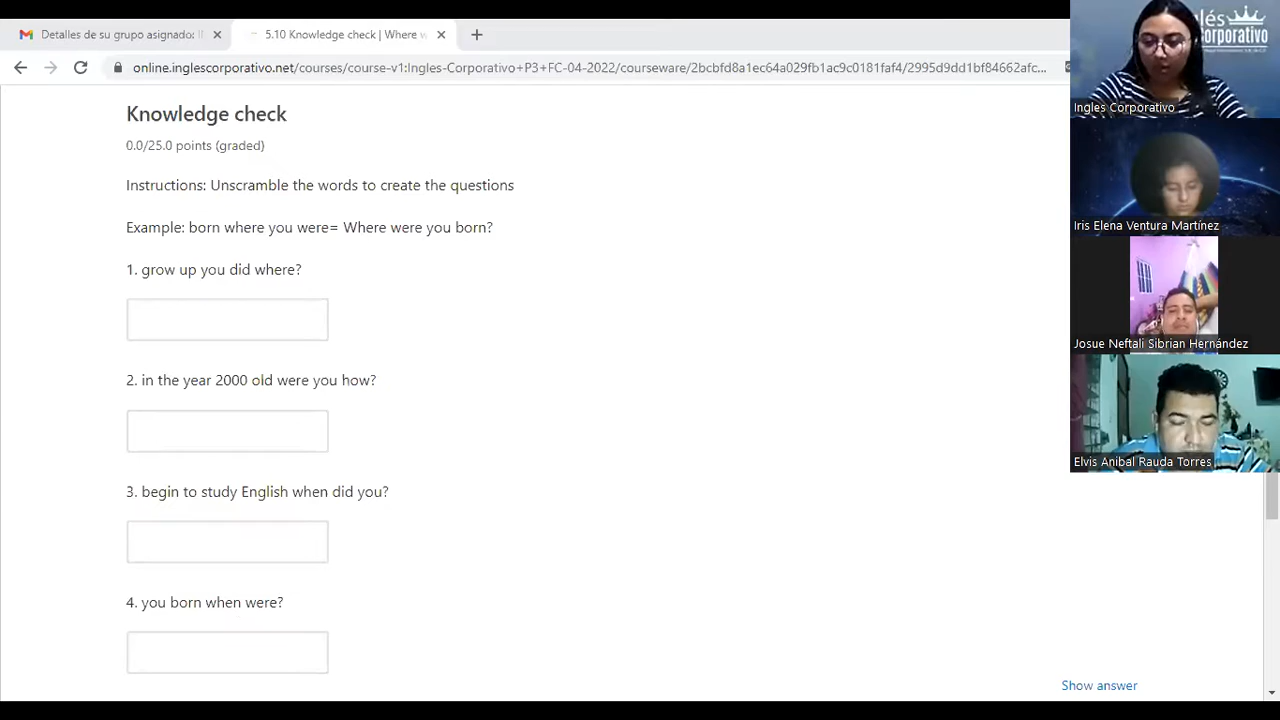 Detalles de su grupo asignado: I
5.10 Knowledge check | Where w
online.inglescorporativo.net/courses/course-v1:Ingles-Corporativo+P3+FC-04-2022/courseware/2bcbfd8a1ec64a029fb1ac9c0181faf4/2995d9dd1bf84662afc...
Knowledge check
0.0/25.0 points (graded)
Instructions: Unscramble the words to create the questions
Example: born where you were= Where were you born?
1. grow up you did where?
2. in the year 2000 old were you how?
3. begin to study English when did you?
4. you born when were?
Show answer
Ingles Corporativo
Iris Elena Ventura Martínez
Josue Neftali Sibrian Hernández
Elvis Anibal Rauda Torres